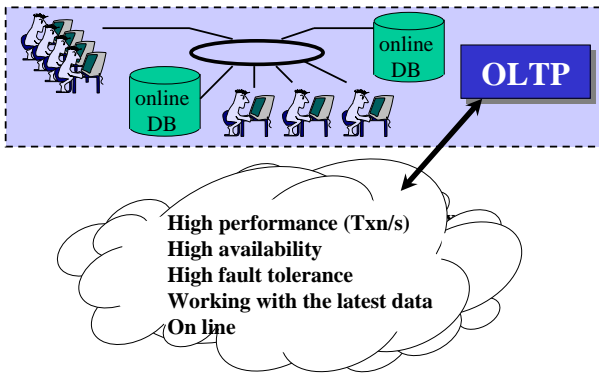 online
DB
OLTP
online
DB
High performance (Txn/s)
High availability
High fault tolerance
Working with the latest data
On line